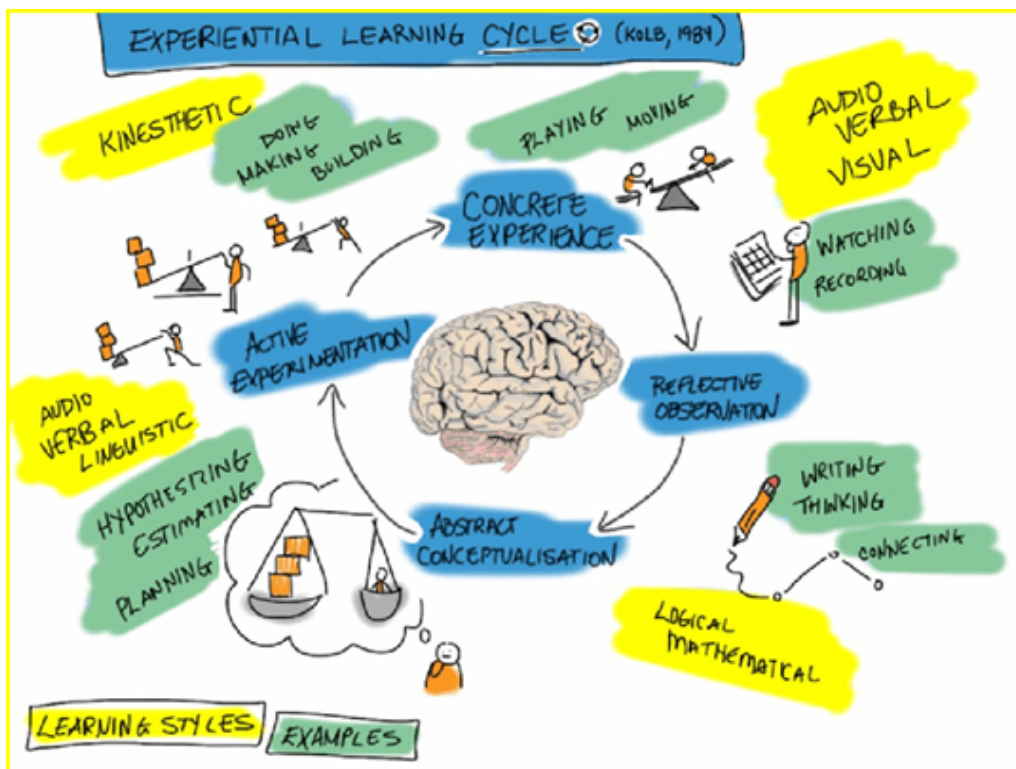 EXPERIENTIAL LEARNING CYCLE (KOLB, 1984)
KINESTHETIC
DOING
MAKING
BUILDING
PLAYING MOVING
AUDIO
VERBAL
VISUAL
CONCRETE
EXPERIENCE
WATCHING
RECORDING
ACTIVE
EXPERIMENTATION
REFLECTIVE
OBSERVATION
AUDIO
VERBAL
LINGUISTIC
HYPOTHESIZING
ESTIMATING
PLANNING
ABSTRACT
CONCEPTUALISATION
WRITING
THINKING
CONNECTING
LOGICAL
MATHEMATICAL
LEARNING STYLES
EXAMPLES